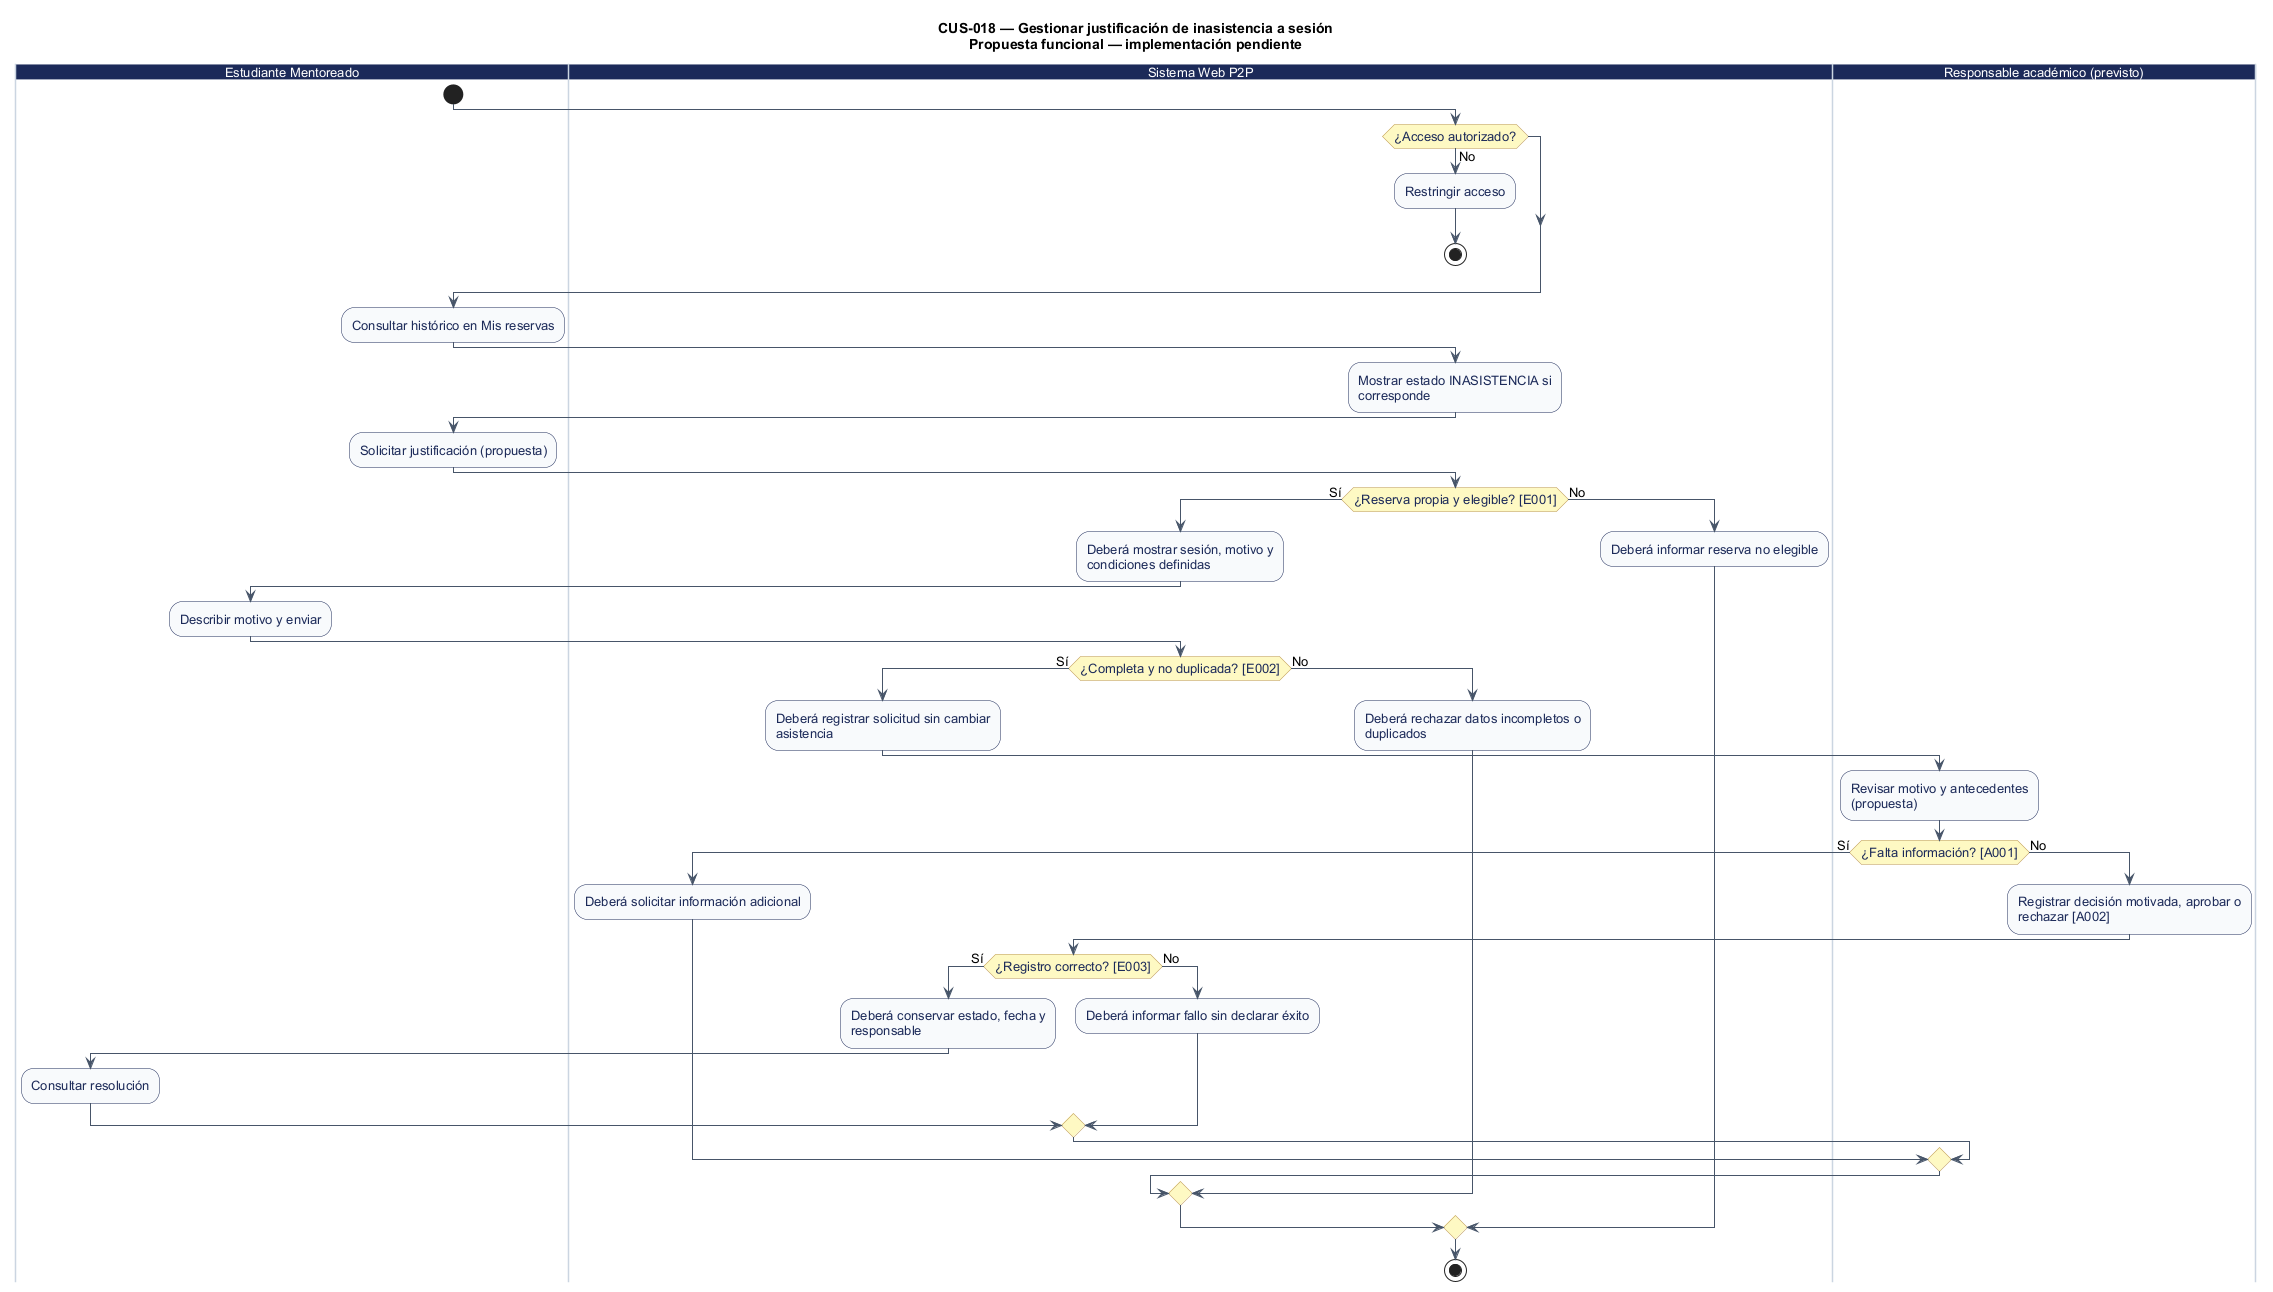 CUS-018 — Gestionar justificación de inasistencia a sesión
Propuesta funcional — implementación pendiente
Estudiante Mentoreado
Sistema Web P2P
Responsable académico (previsto)
¿Acceso autorizado?
No
Restringir acceso
Consultar histórico en Mis reservas
Mostrar estado INASISTENCIA si
corresponde
Solicitar justificación (propuesta)
Sí
¿Reserva propia y elegible? [E001]
No
Deberá mostrar sesión, motivo y
condiciones definidas
Deberá informar reserva no elegible
Describir motivo y enviar
Sí
¿Completa y no duplicada? [E002]
No
Deberá registrar solicitud sin cambiar
asistencia
Deberá rechazar datos incompletos o
duplicados
Revisar motivo y antecedentes
(propuesta)
Sí
¿Falta información? [A001]
No
Deberá solicitar información adicional
Registrar decisión motivada, aprobar o
rechazar [A002]
Sí
¿Registro correcto? [E003]
No
Deberá conservar estado, fecha y
responsable
Deberá informar fallo sin declarar éxito
Consultar resolución